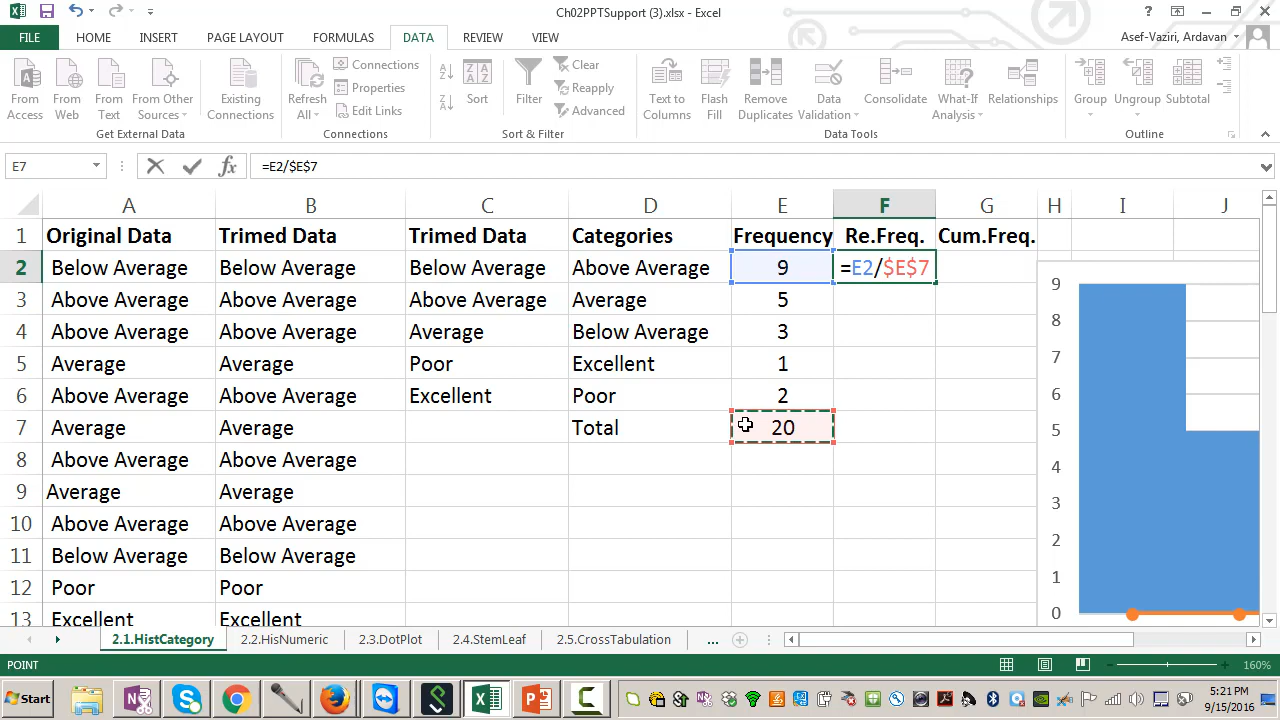 Ch02PPTSupport (3).xlsx - Excel
FILE HOME INSERT PAGE LAYOUT FORMULAS DATA REVIEW VIEW Asef-Vaziri, Ardavan
From Access From Web From Text From Other Sources Existing Connections Refresh All Connections Properties Edit Links Sort Filter Clear Reapply Advanced Text to Columns Flash Fill Remove Duplicates Data Validation Consolidate What-If Analysis Relationships Group Ungroup Subtotal
Get External Data Connections Sort & Filter Data Tools Outline
E7 fx =E2/$E$7
A B C D E F G H I J
1 Original Data Trimed Data Trimed Data Categories Frequency Re.Freq. Cum.Freq.
2 Below Average Below Average Below Average Above Average 9 =E2/$E$7
3 Above Average Above Average Above Average Average 5
4 Above Average Above Average Average Below Average 3
5 Average Average Poor Excellent 1
6 Above Average Above Average Excellent Poor 2
7 Average Average Total 20
8 Above Average Above Average
9 Average Average
10 Above Average Above Average
11 Below Average Below Average
12 Poor Poor
13 Excellent Excellent
9
8
7
6
5
4
3
2
1
0
2.1.HistCategory 2.2.HisNumeric 2.3.DotPlot 2.4.StemLeaf 2.5.CrossTabulation ...
POINT 160%
Start 5:21 PM
9/15/2016